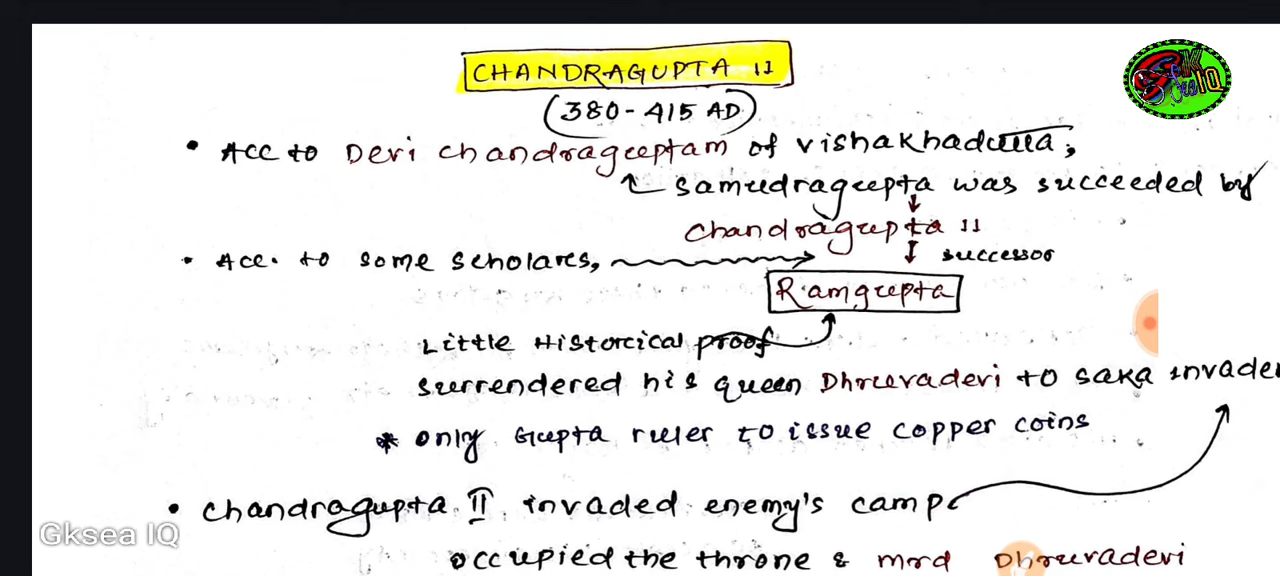 CHANDRAGUPTA II
(380-415 AD)
• Acc to Devi chandraguptam of vishakhadutta,
samudragupta was succeeded by
chandragupta II
• Acc. to some scholars, successor
Ramgupta
Little Historical proof
surrendered his queen Dhruvadevi to saka invade
* only Gupta ruler to issue copper coins
• chandragupta II invaded enemy's camp
occupied the throne & mrd Dhruvadevi
Gksea IQ